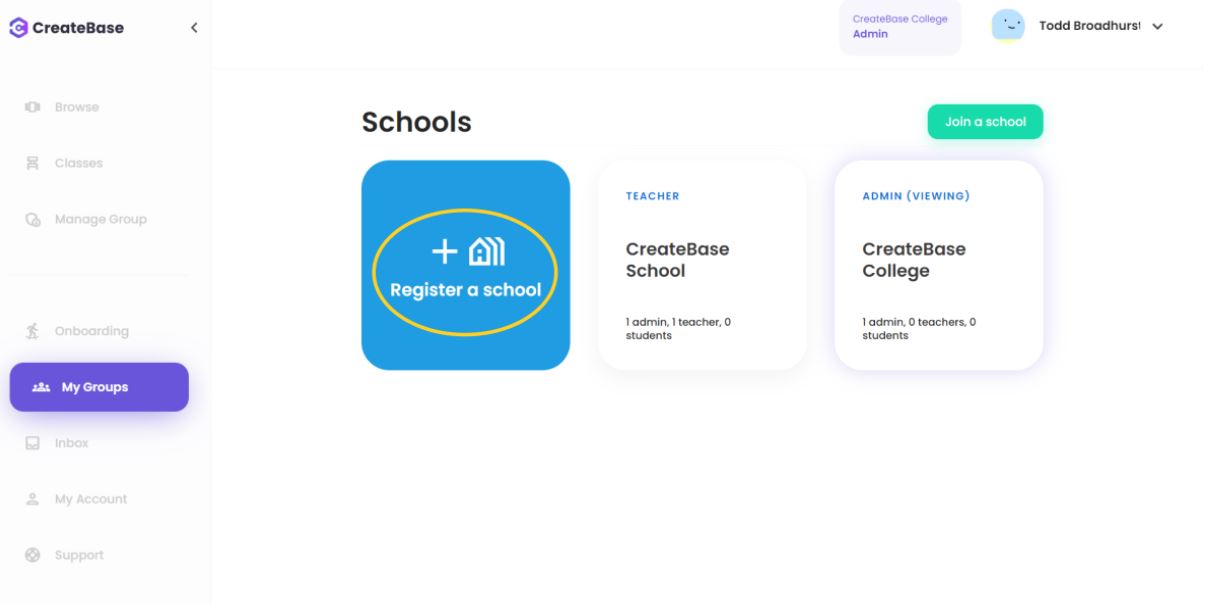 CreateBase
CreateBase College
Admin
Todd Broadhurst
Browse
Classes
Manage Group
Onboarding
My Groups
Inbox
My Account
Support
Schools
Join a school
Register a school
TEACHER
CreateBase
School
1 admin, 1 teacher, 0
students
ADMIN (VIEWING)
CreateBase
College
1 admin, 0 teachers, 0
students